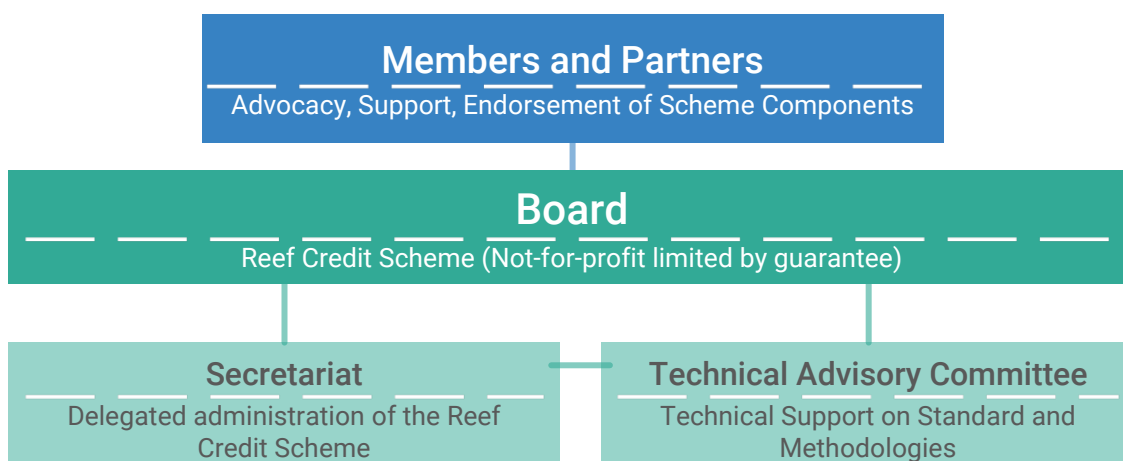 Members and Partners
Advocacy, Support, Endorsement of Scheme Components
Board
Reef Credit Scheme (Not-for-profit limited by guarantee)
Secretariat
Delegated administration of the Reef
Credit Scheme
Technical Advisory Committee
Technical Support on Standard and
Methodologies